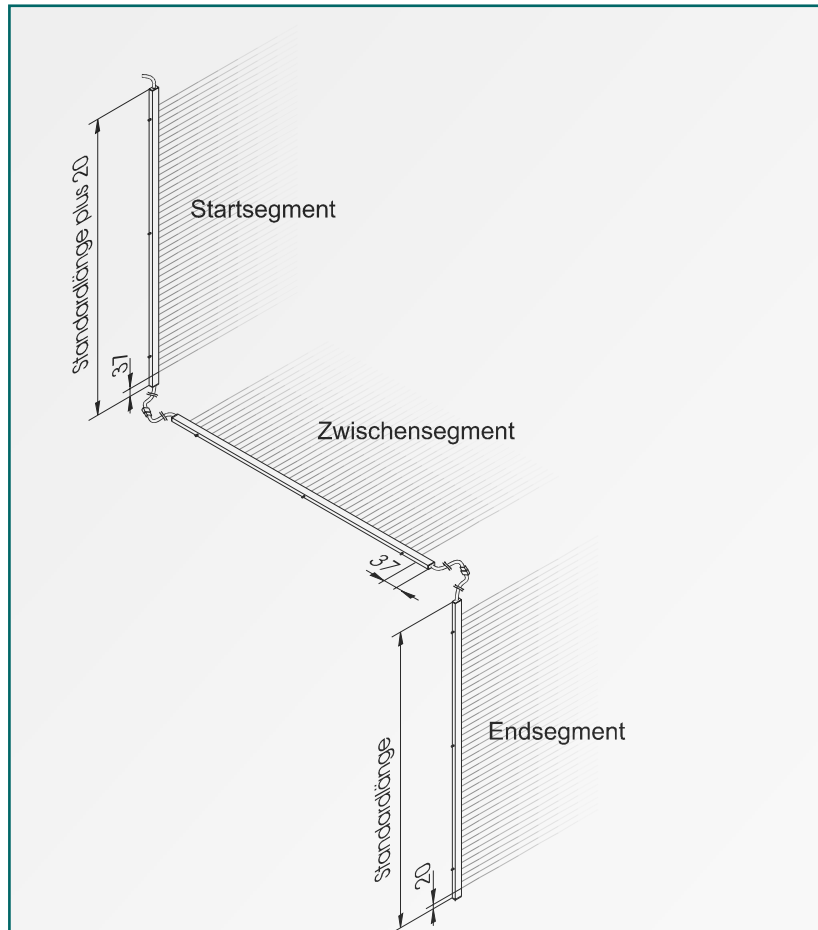 Standardlänge plus 20
Startsegment
37
Zwischensegment
37
Standardlänge
Endsegment
20